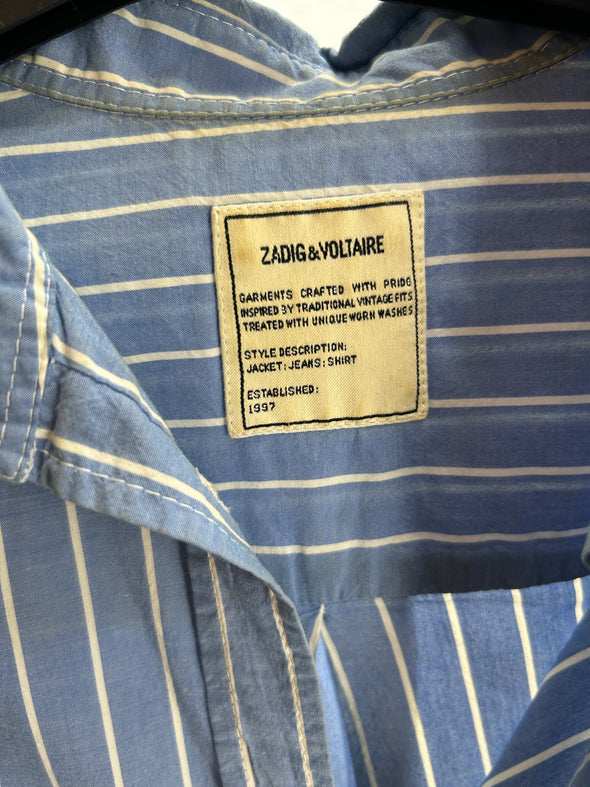 ZADIG&VOLTAIRE
GARMENTS CRAFTED WITH PRIDE
INSPIRED BY TRADITIONAL VINTAGE FITS
TREATED WITH UNIQUE WORN WASHES
STYLE DESCRIPTION:
JACKET: JEANS: SHIRT
ESTABLISHED:
1997